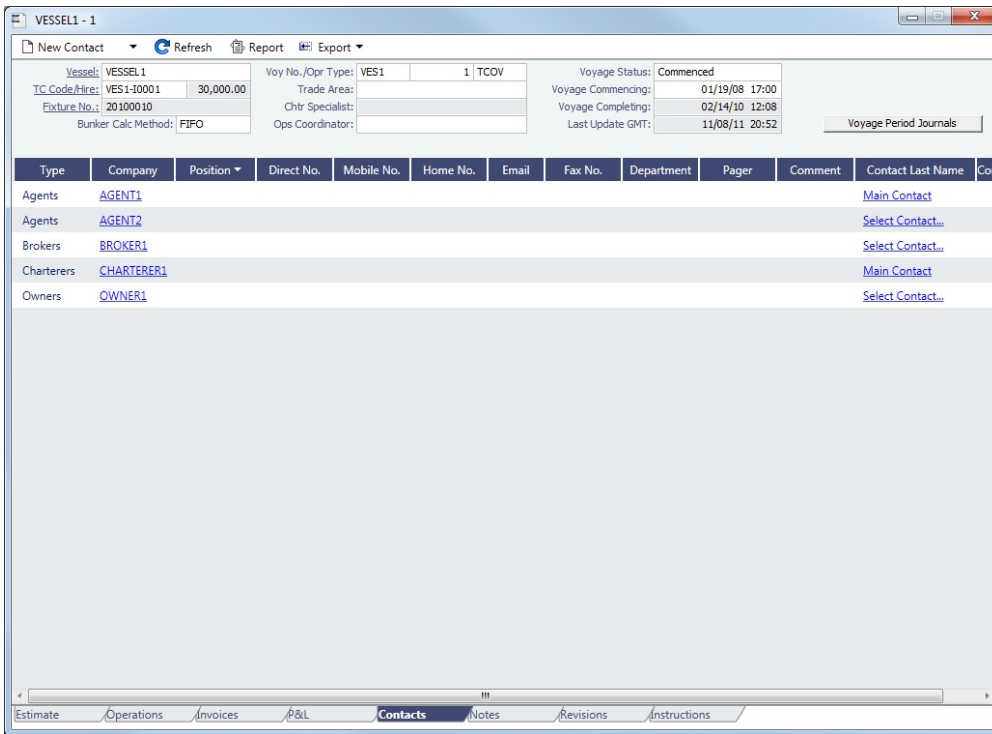 VESSEL1 - 1
New Contact Refresh Report Export
Vessel: VESSEL1 Voy No./Opr Type: VES1 1 TCOV Voyage Status: Commenced
TC Code/Hire: VES1-I0001 30,000.00 Trade Area: Voyage Commencing: 01/19/08 17:00
Fixture No.: 20100010 Chtr Specialist: Voyage Completing: 02/14/10 12:08
Bunker Calc Method: FIFO Ops Coordinator: Last Update GMT: 11/08/11 20:52 Voyage Period Journals
Type Company Position Direct No. Mobile No. Home No. Email Fax No. Department Pager Comment Contact Last Name Co
Agents AGENT1 Main Contact
Agents AGENT2 Select Contact...
Brokers BROKER1 Select Contact...
Charterers CHARTERER1 Main Contact
Owners OWNER1 Select Contact...
Estimate Operations Invoices P&L Contacts Notes Revisions Instructions